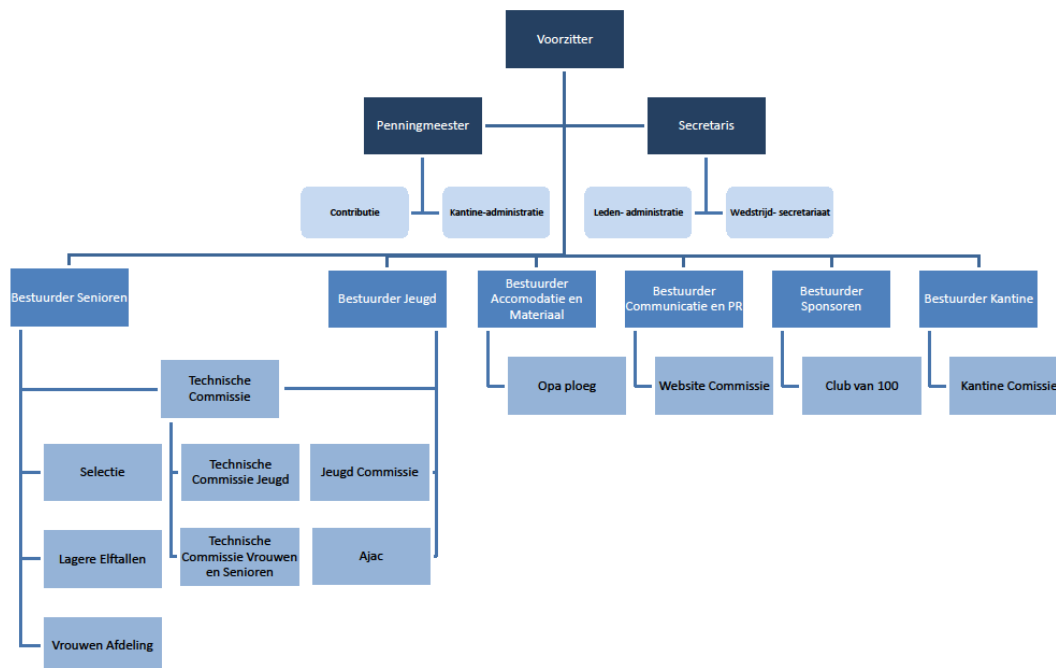 Voorzitter
Penningmeester
Secretaris
Contributie
Kantine-administratie
Leden- administratie
Wedstrijd- secretariaat
Bestuurder Senioren
Bestuurder Jeugd
Bestuurder
Accomodatie en
Materiaal
Bestuurder
Communicatie en PR
Bestuurder
Sponsoren
Bestuurder Kantine
Technische
Commissie
Opa ploeg
Website Commissie
Club van 100
Kantine Comissie
Selectie
Technische
Commissie Jeugd
Jeugd Commissie
Lagere Elftallen
Technische
Commissie Vrouwen
en Senioren
Ajac
Vrouwen Afdeling